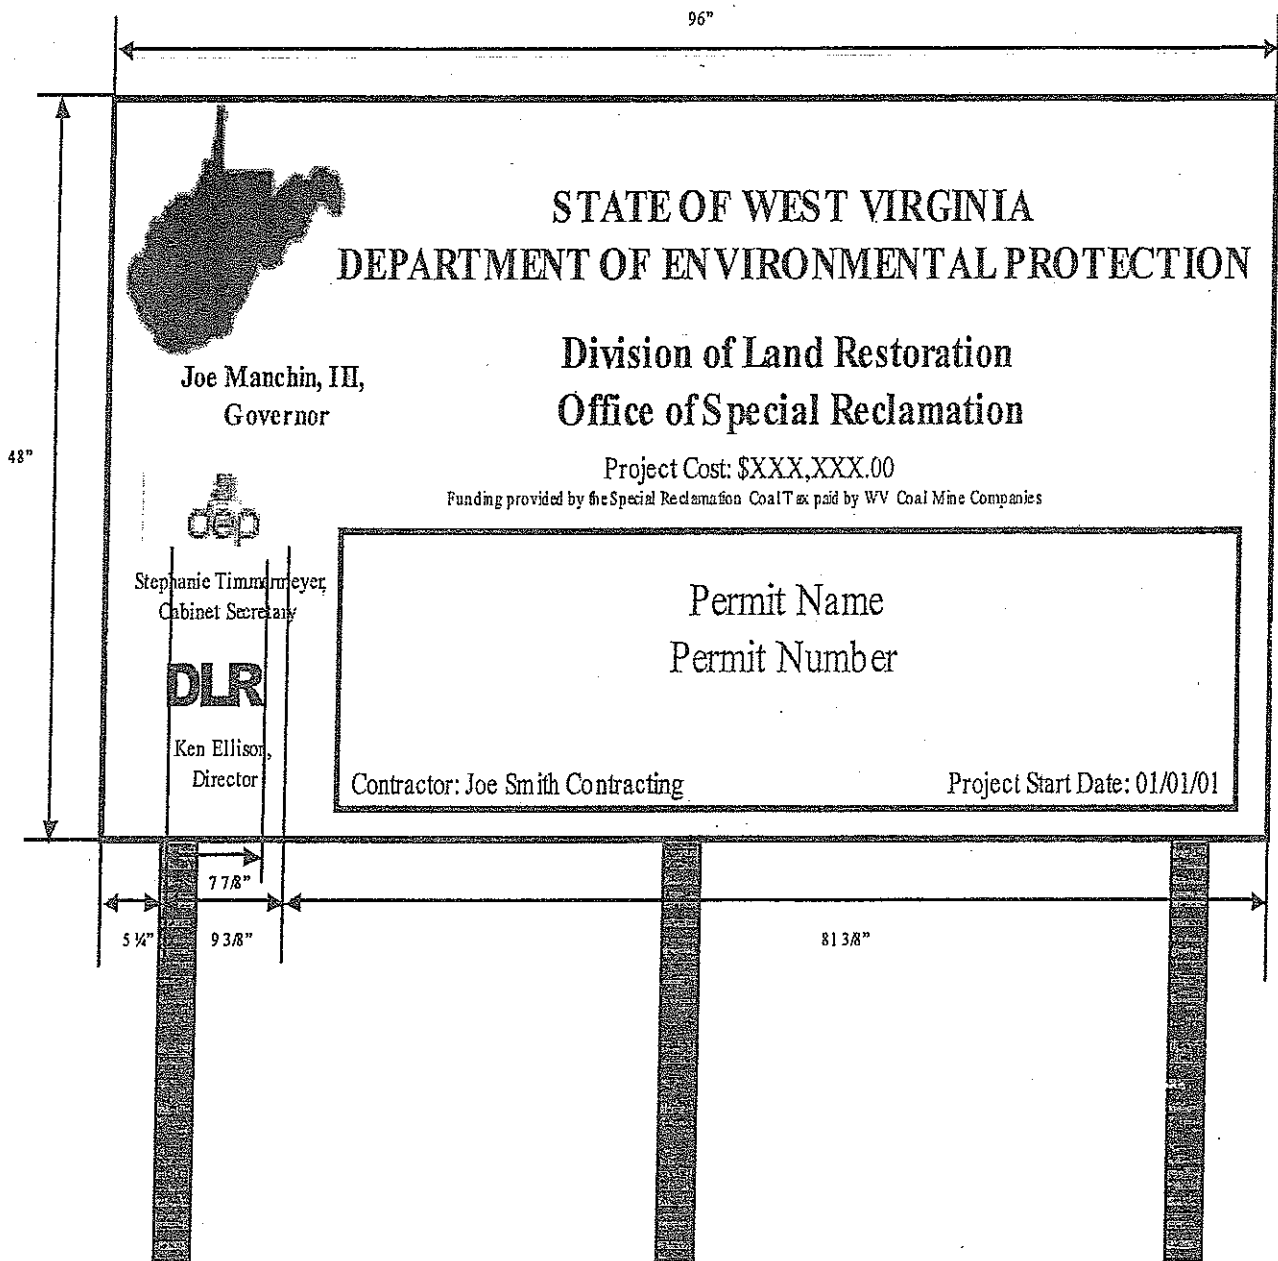 96”
STATE OF WEST VIRGINIA
DEPARTMENT OF ENVIRONMENTAL PROTECTION
Division of Land Restoration
Office of Special Reclamation
Project Cost: $XXX,XXX.00
Funding provided by the Special Reclamation Coal Tax paid by WV Coal Mine Companies
Joe Manchin, III,
Governor
48”
dep
Stephanie Timmermeyer,
Cabinet Secretary
DLR
Ken Ellison,
Director
Permit Name
Permit Number
Contractor: Joe Smith Contracting
Project Start Date: 01/01/01
7 7/8”
5 ¼”
9 3/8”
81 3/8”